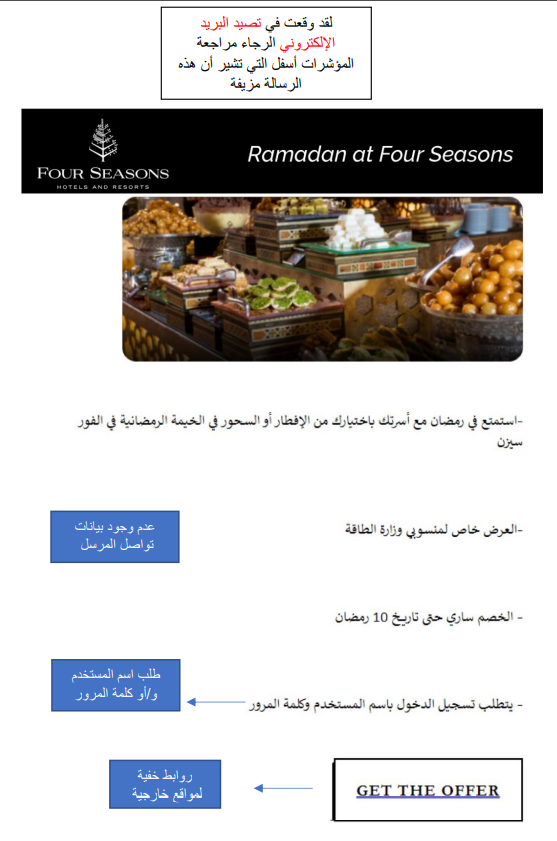 لقد وقعت في تصيد البريد
الإلكتروني الرجاء مراجعة
المؤشرات أسفل التي تشير أن هذه
الرسالة مزيفة
FOUR SEASONS
HOTELS AND RESORTS
Ramadan at Four Seasons
-استمتع في رمضان مع أسرتك باختيارك من الإفطار أو السحور في الخيمة الرمضانية في الفور
سيزن
-العرض خاص لمنسوبي وزارة الطاقة
عدم وجود بيانات
تواصل المرسل
- الخصم ساري حتى تاريخ 10 رمضان
- يتطلب تسجيل الدخول باسم المستخدم وكلمة المرور
طلب اسم المستخدم
و/أو كلمة المرور
GET THE OFFER
روابط خفية
لمواقع خارجية